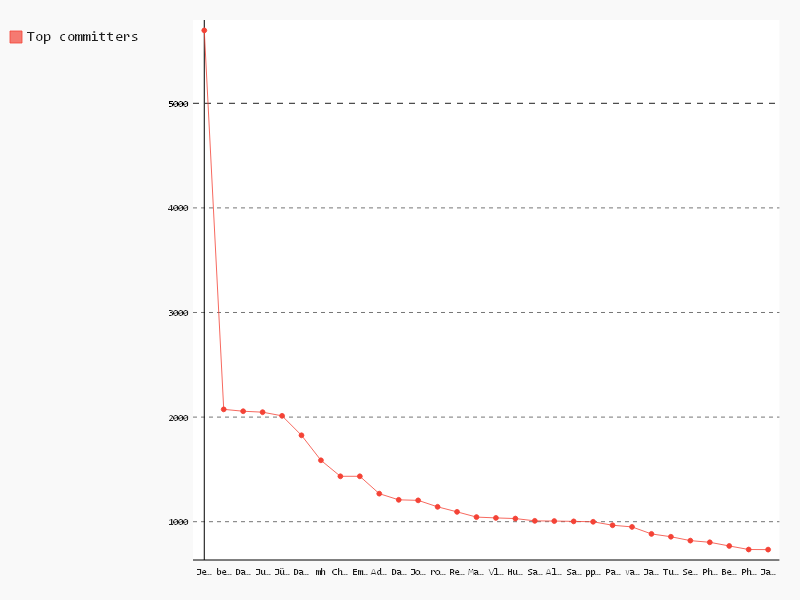 Top committers
5000
4000
3000
2000
1000
Je… be… Da… Ju… Jü… Da… mh Ch… Em… Ad… Da… Jo… ro… Re… Ma… Vl… Hu… Sa… Al… Sa… pp… Pa… va… Ja… Tu… Se… Ph… Be… Ph… Ja…